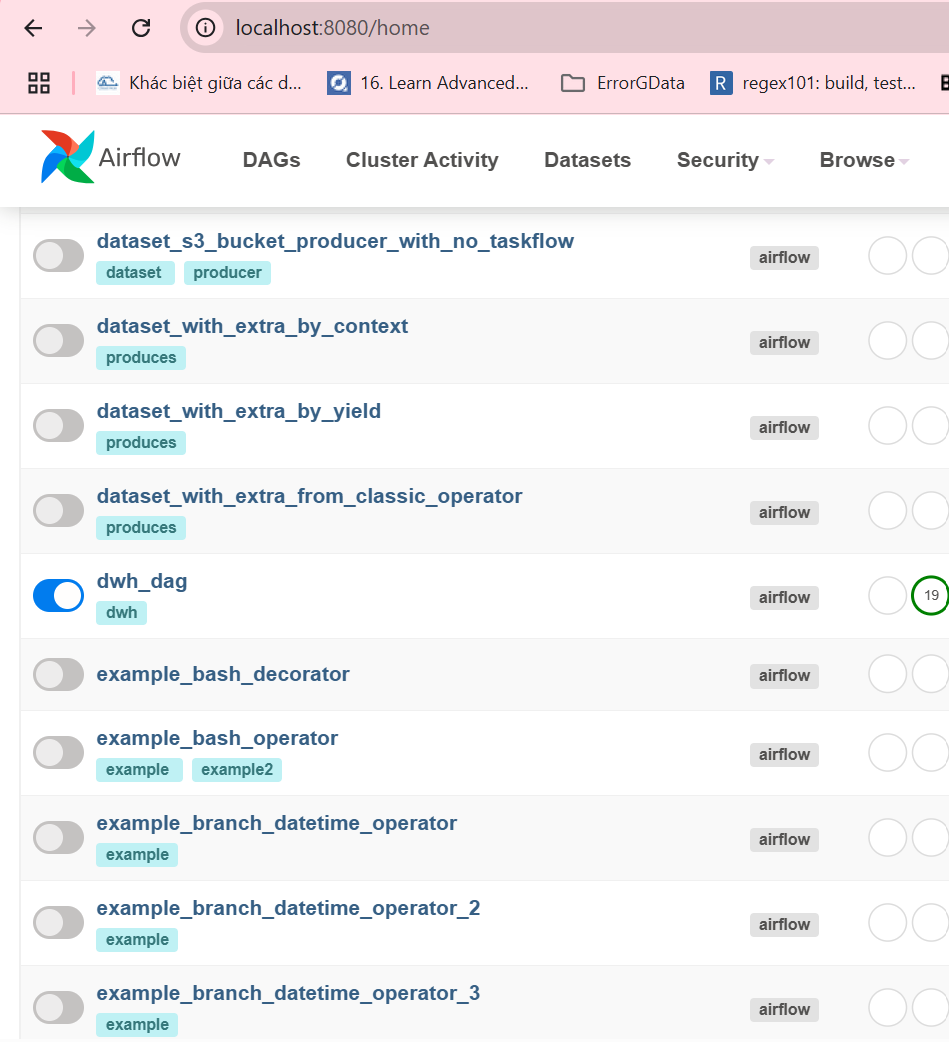 localhost:8080/home
Khác biệt giữa các d... 16. Learn Advanced... ErrorGData R regex101: build, test...
Airflow DAGs Cluster Activity Datasets Security Browse
dataset_s3_bucket_producer_with_no_taskflow
dataset producer airflow
dataset_with_extra_by_context
produces airflow
dataset_with_extra_by_yield
produces airflow
dataset_with_extra_from_classic_operator
produces airflow
dwh_dag
dwh airflow 19
example_bash_decorator airflow
example_bash_operator
example example2 airflow
example_branch_datetime_operator
example airflow
example_branch_datetime_operator_2
example airflow
example_branch_datetime_operator_3
example airflow